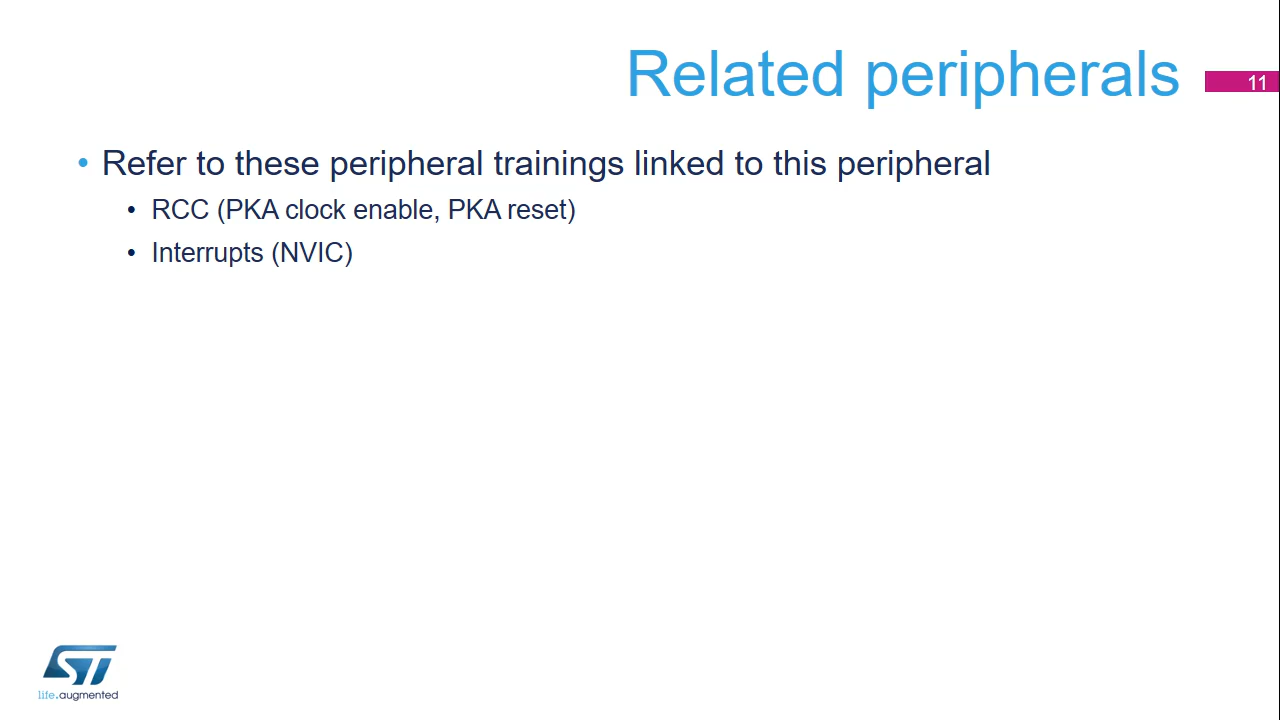 Related peripherals
11
• Refer to these peripheral trainings linked to this peripheral
• RCC (PKA clock enable, PKA reset)
• Interrupts (NVIC)
ST
life.augmented